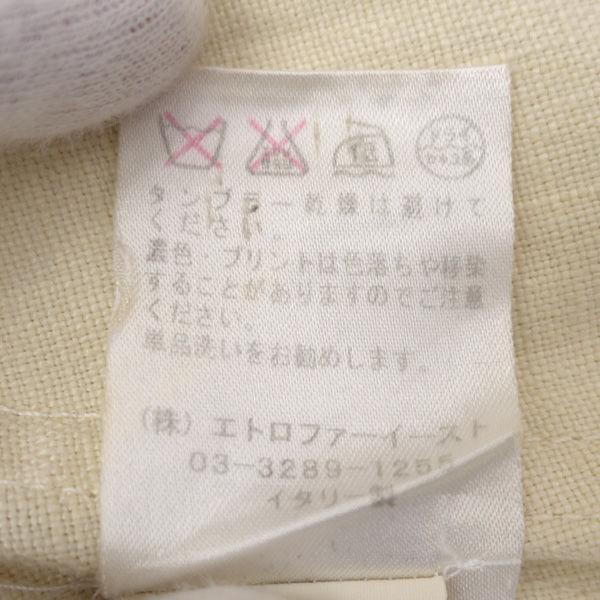 ドライ
タンブラー乾燥は避けて
ください。
濃色・プリントは色落ちや移染
することがありますのでご注意
ください。
単品洗いをお勧めします。
(株) エトロファーイースト
03-3289-1255
イタリー製